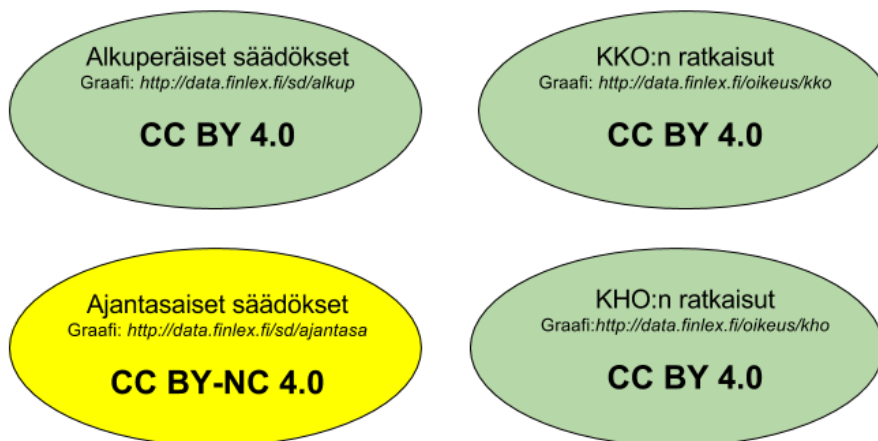 Alkuperäiset säädökset
Graafi: http://data.finlex.fi/sd/alkup
CC BY 4.0
KKO:n ratkaisut
Graafi: http://data.finlex.fi/oikeus/kko
CC BY 4.0
Ajantasaiset säädökset
Graafi: http://data.finlex.fi/sd/ajantasa
CC BY-NC 4.0
KHO:n ratkaisut
Graafi:http://data.finlex.fi/oikeus/kho
CC BY 4.0